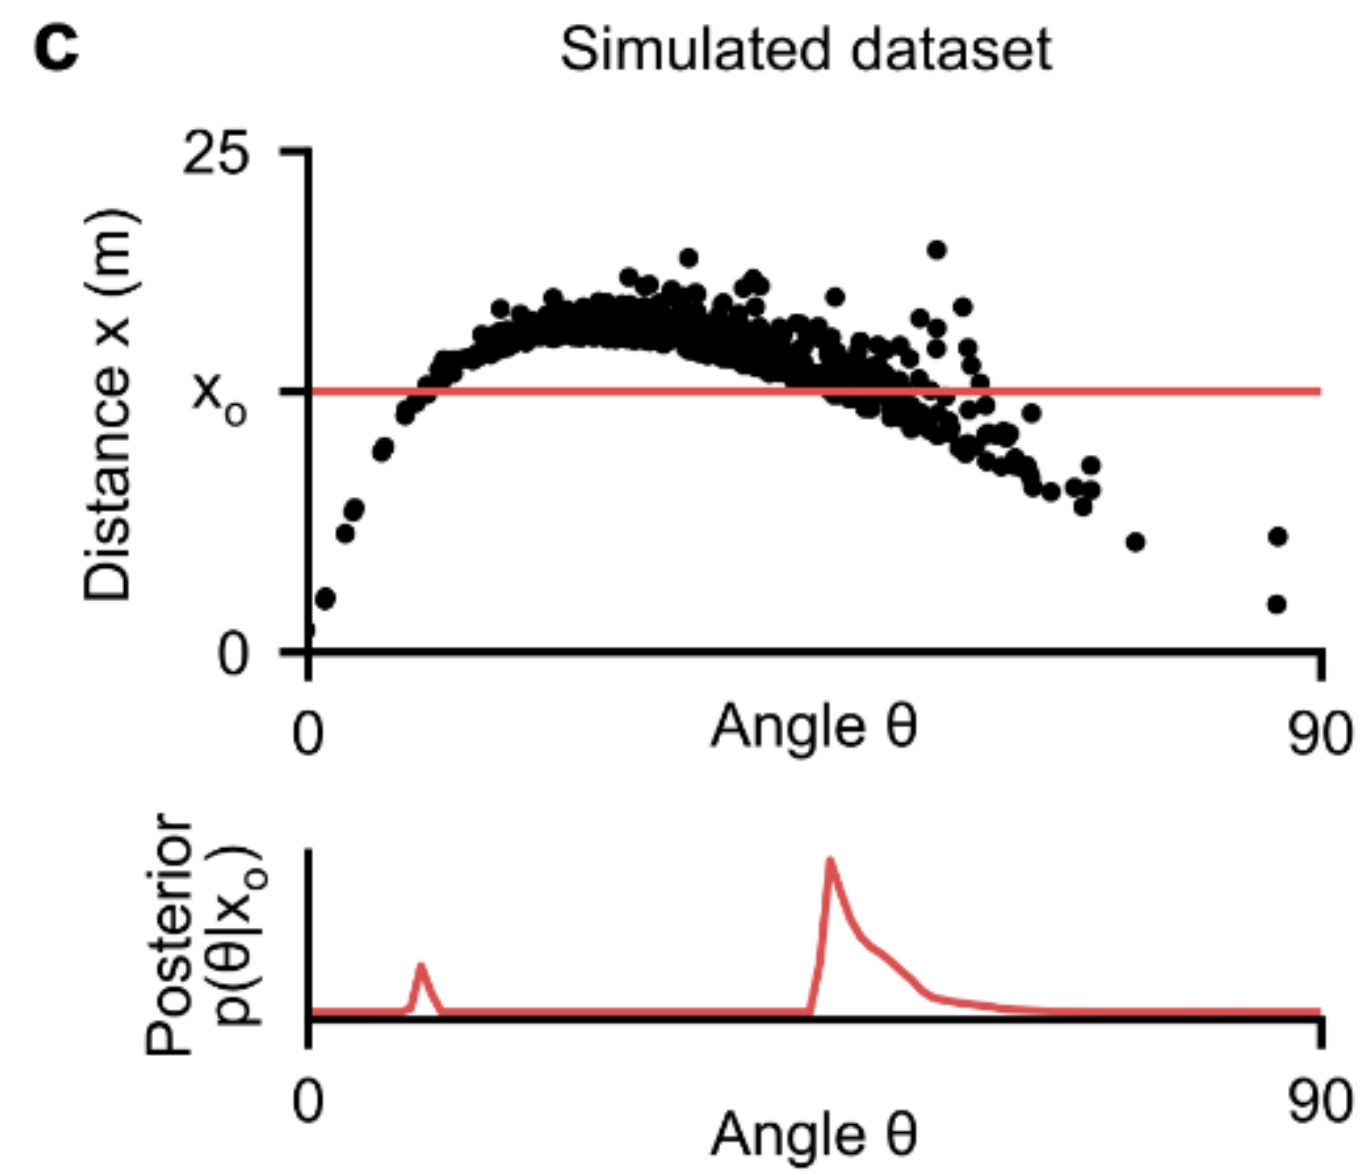 c
Simulated dataset
25
Distance x (m)
xo
0
0
Angle θ
90
Posterior
p(θ|xo)
0
Angle θ
90